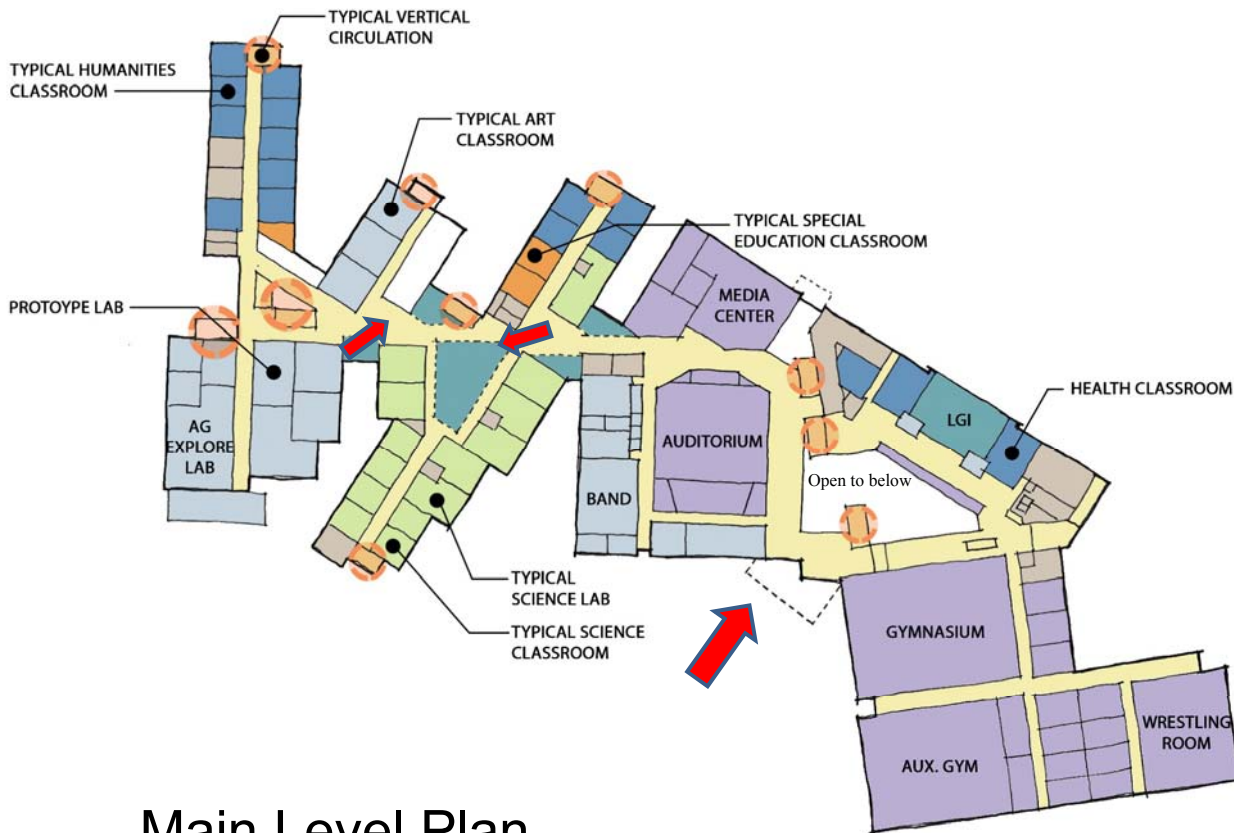 TYPICAL VERTICAL
CIRCULATION
TYPICAL HUMANITIES
CLASSROOM
TYPICAL ART
CLASSROOM
TYPICAL SPECIAL
EDUCATION CLASSROOM
PROTOYPE LAB
MEDIA
CENTER
HEALTH CLASSROOM
LGI
AG
EXPLORE
LAB
AUDITORIUM
Open to below
BAND
TYPICAL
SCIENCE LAB
TYPICAL SCIENCE
CLASSROOM
GYMNASIUM
WRESTLING
ROOM
AUX. GYM
Main Level Plan